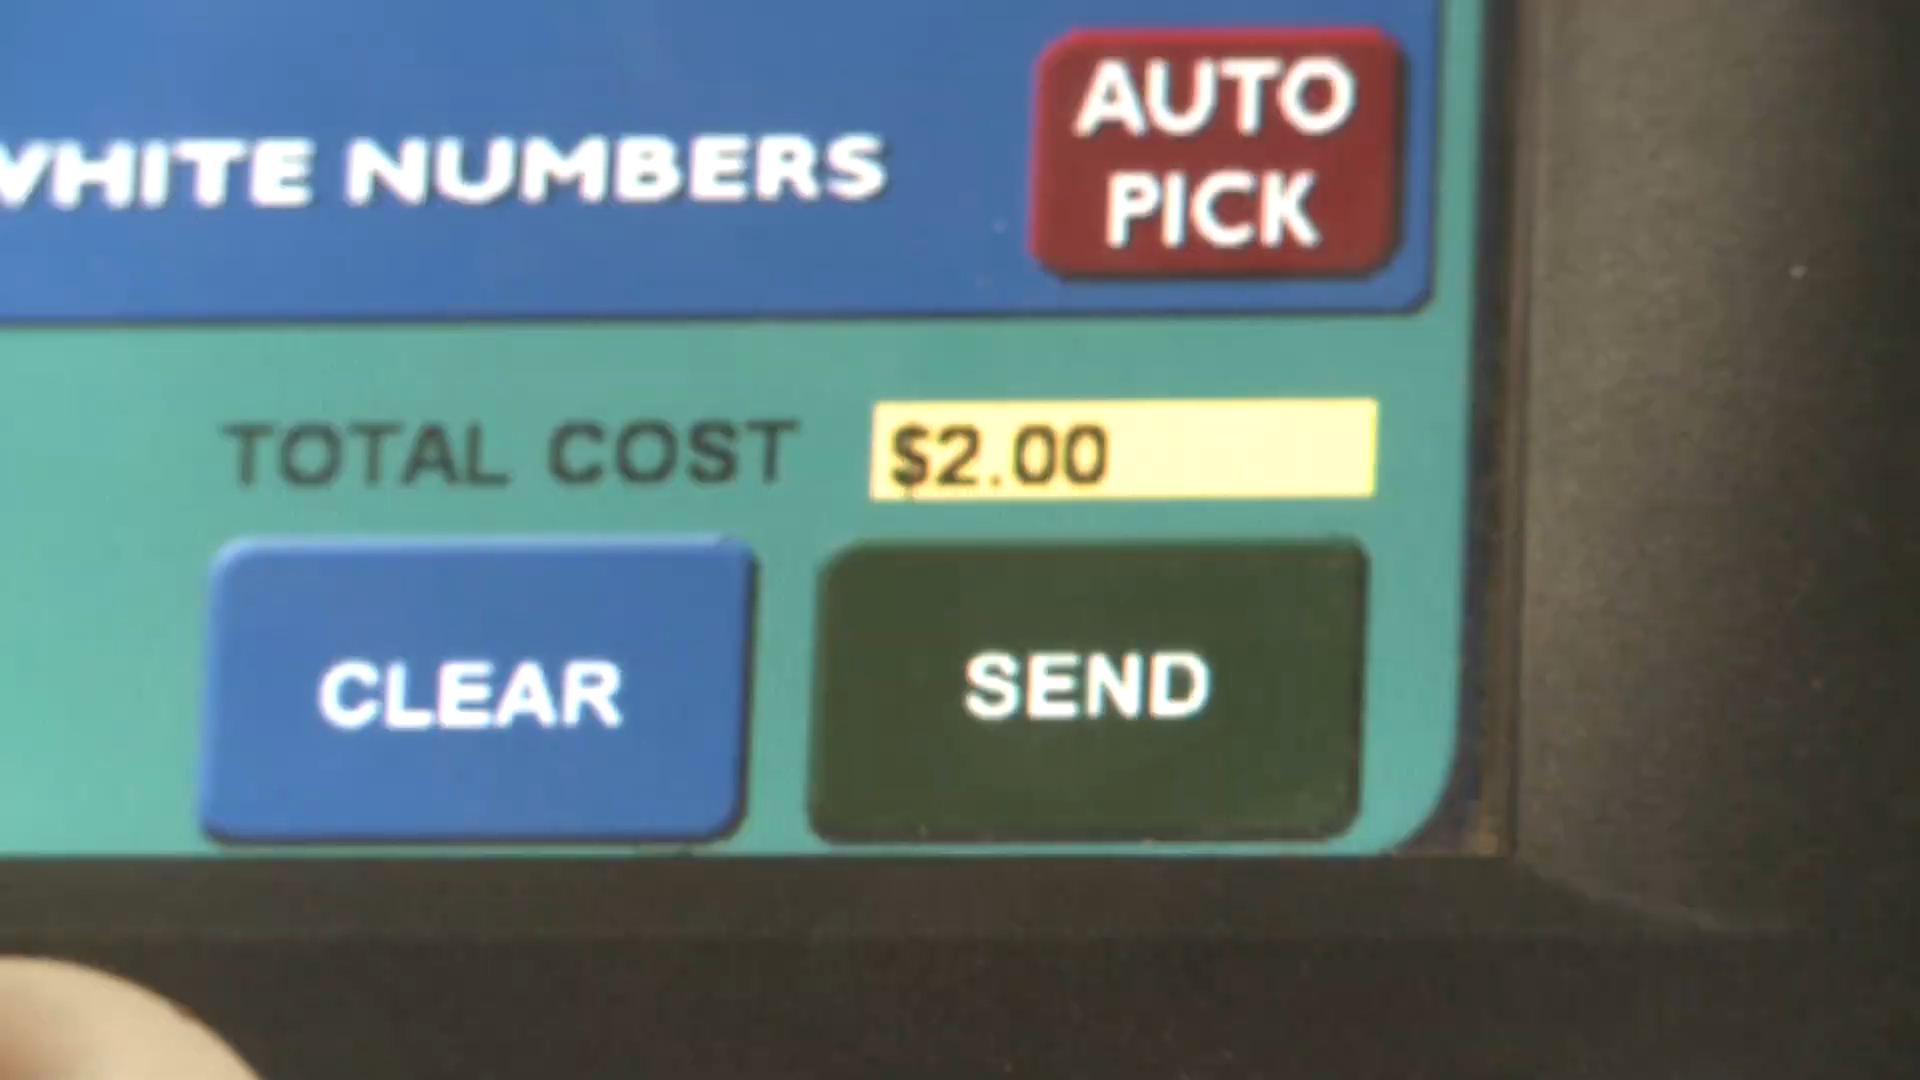 AUTO
PICK
WHITE NUMBERS
TOTAL COST $2.00
CLEAR
SEND